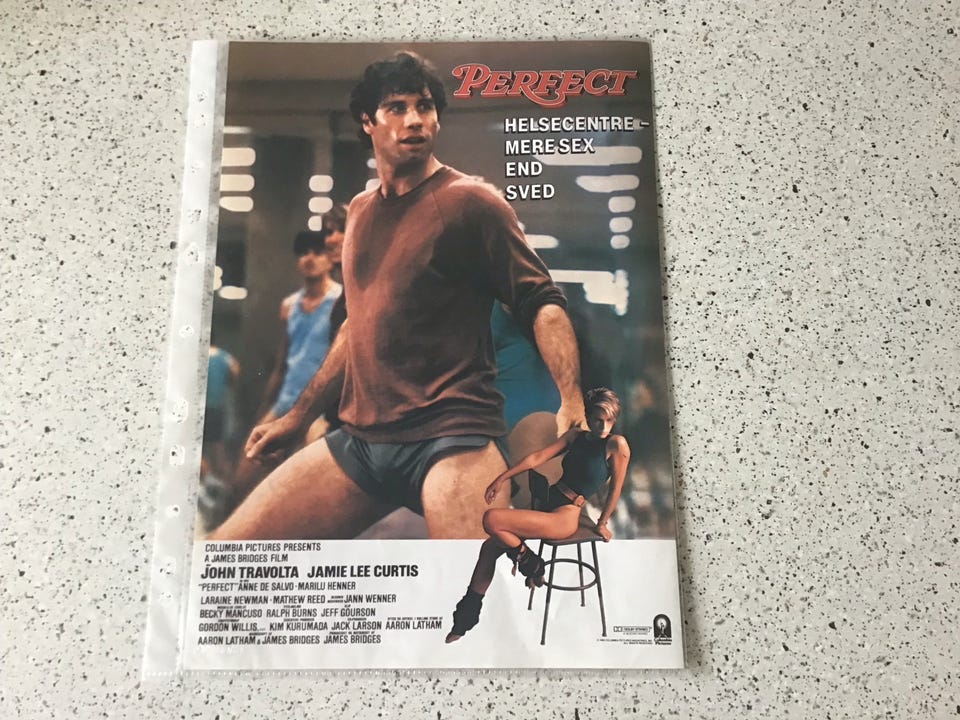 PERFECT
HELSECENTRE -
MERE SEX
END
SVED
COLUMBIA PICTURES PRESENTS
A JAMES BRIDGES FILM
JOHN TRAVOLTA JAMIE LEE CURTIS
"PERFECT" ANNE DE SALVO · MARILU HENNER
LARAINE NEWMAN · MATHEW REED JANN WENNER
BECKY MANCUSO RALPH BURNS JEFF GOURSON
GORDON WILLIS, KIM KURUMADA JACK LARSON AARON LATHAM
AARON LATHAM & JAMES BRIDGES JAMES BRIDGES
DOLBY STEREO